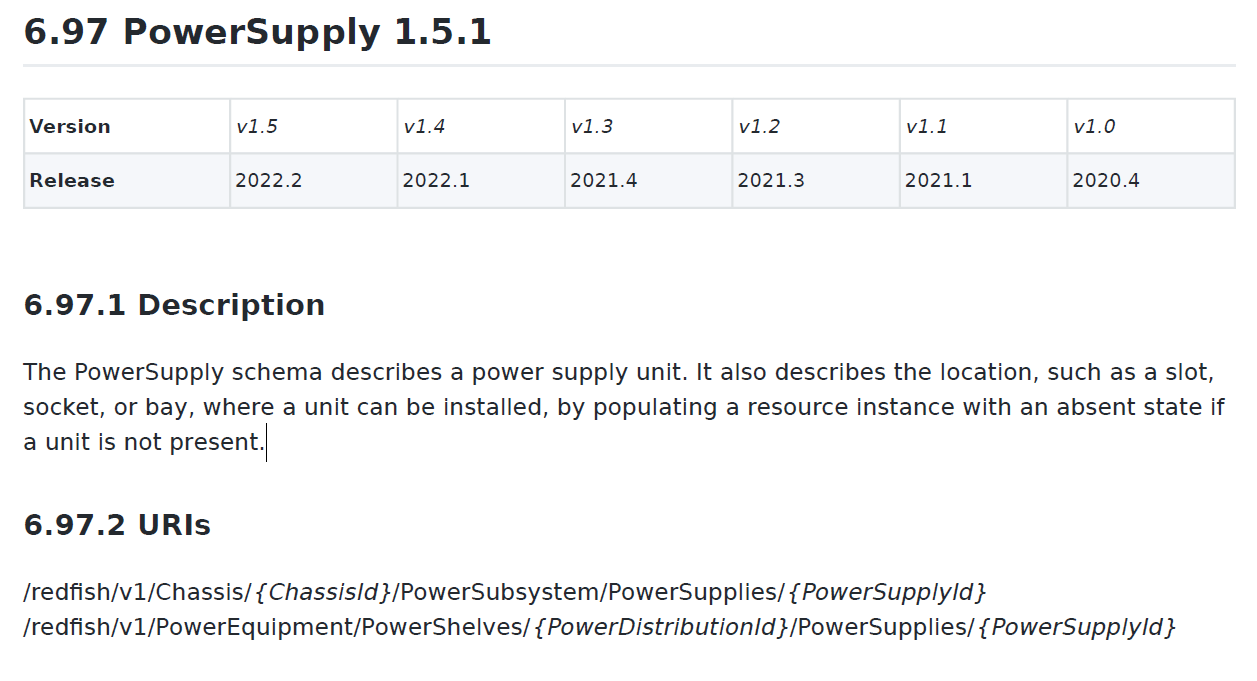 6.97 PowerSupply 1.5.1
Version v1.5 v1.4 v1.3 v1.2 v1.1 v1.0
Release 2022.2 2022.1 2021.4 2021.3 2021.1 2020.4
6.97.1 Description
The PowerSupply schema describes a power supply unit. It also describes the location, such as a slot,
socket, or bay, where a unit can be installed, by populating a resource instance with an absent state if
a unit is not present.
6.97.2 URIs
/redfish/v1/Chassis/{ChassisId}/PowerSubsystem/PowerSupplies/{PowerSupplyId}
/redfish/v1/PowerEquipment/PowerShelves/{PowerDistributionId}/PowerSupplies/{PowerSupplyId}